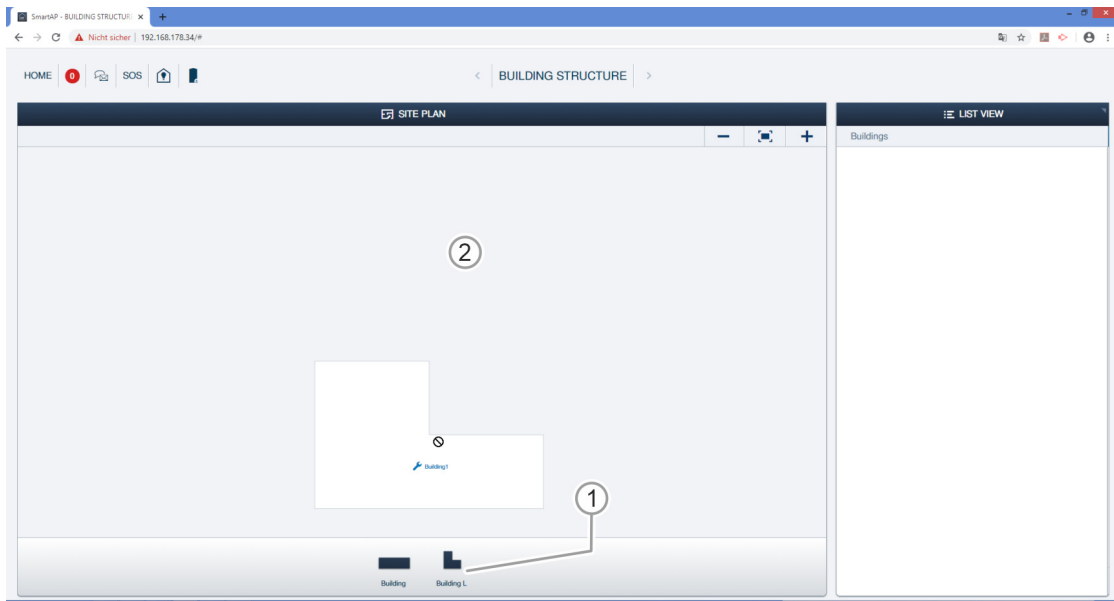 SmartAP - BUILDING STRUCTUR
Nicht sicher | 192.168.178.34/#
HOME 0 SOS
BUILDING STRUCTURE
SITE PLAN
LIST VIEW
Buildings
2
Building1
1
Building
Building L